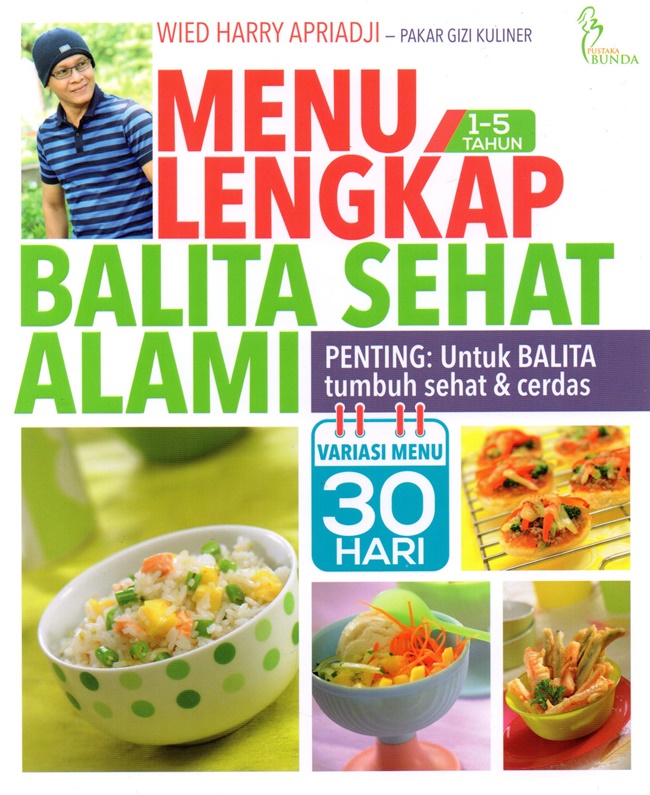 WIED HARRY APRIADJI – PAKAR GIZI KULINER
PUSTAKA
BUNDA
MENU
1-5
TAHUN
LENGKAP
BALITA SEHAT
ALAMI
PENTING: Untuk BALITA
tumbuh sehat & cerdas
VARIASI MENU
30
HARI